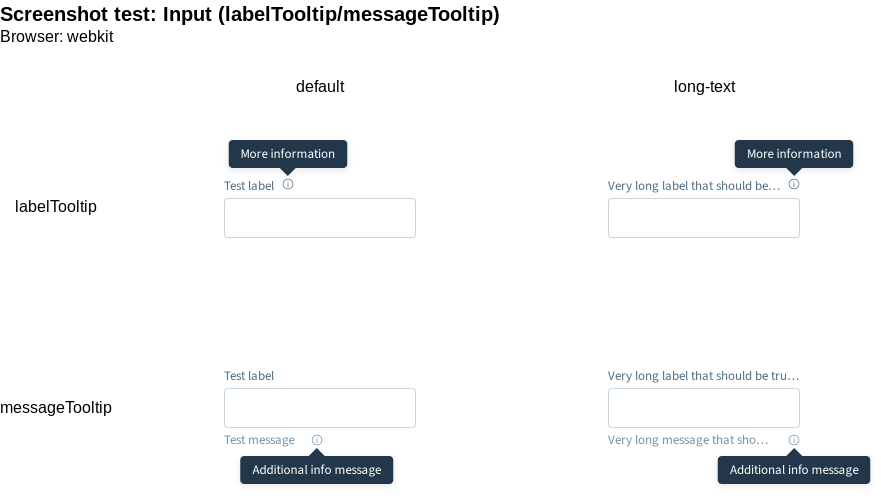 Screenshot test: Input (labelTooltip/messageTooltip)
Browser: webkit
default long-text
More information More information
Test label Very long label that should be…
labelTooltip
Test label Very long label that should be tru…
messageTooltip
Test message Very long message that sho…
Additional info message Additional info message